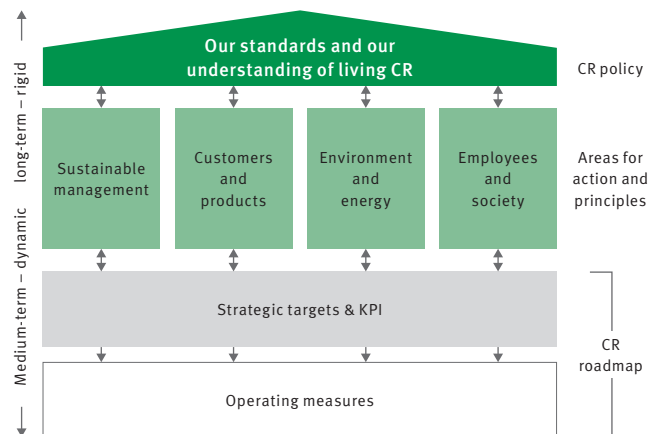 Our standards and our
understanding of living CR
CR policy
Sustainable
management
Customers
and
products
Environment
and
energy
Employees
and
society
Areas for
action and
principles
Strategic targets & KPI
CR
roadmap
Operating measures
Medium-term – dynamic
long-term – rigid